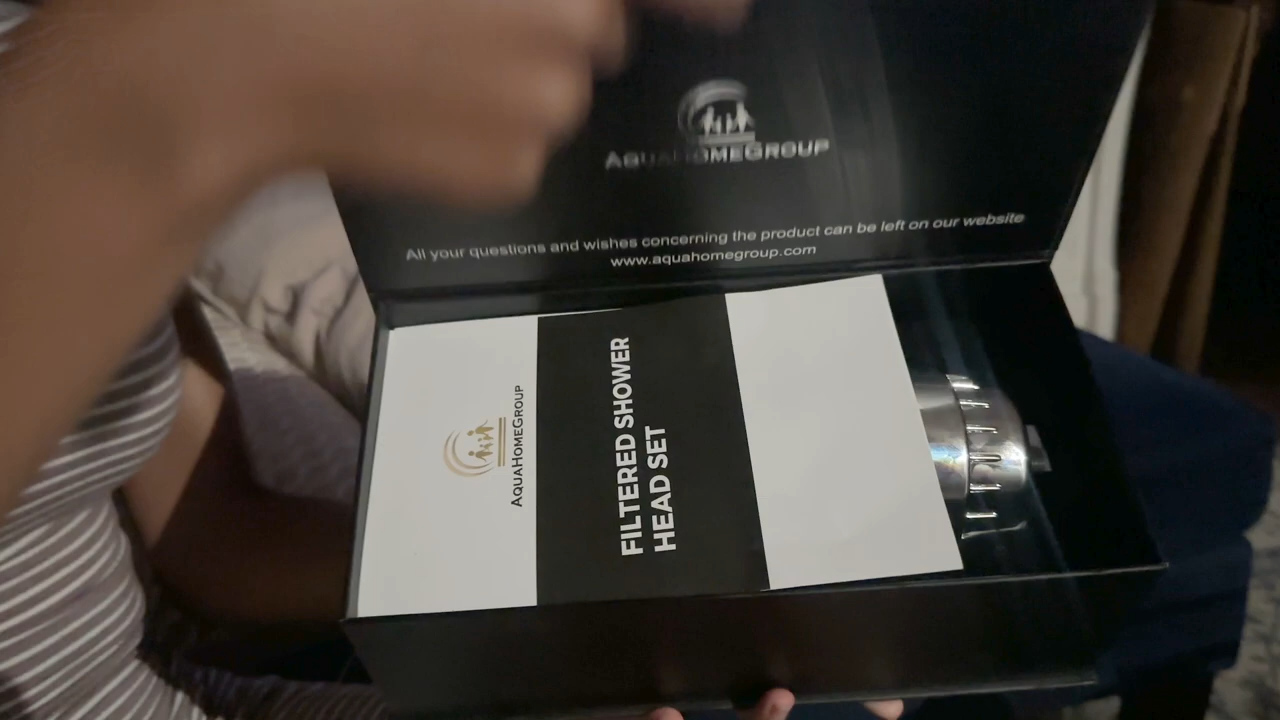 AQUAHOMEGROUP
All your questions and wishes concerning the product can be left on our website
www.aquahomegroup.com
AQUAHOMEGROUP
FILTERED SHOWER
HEAD SET